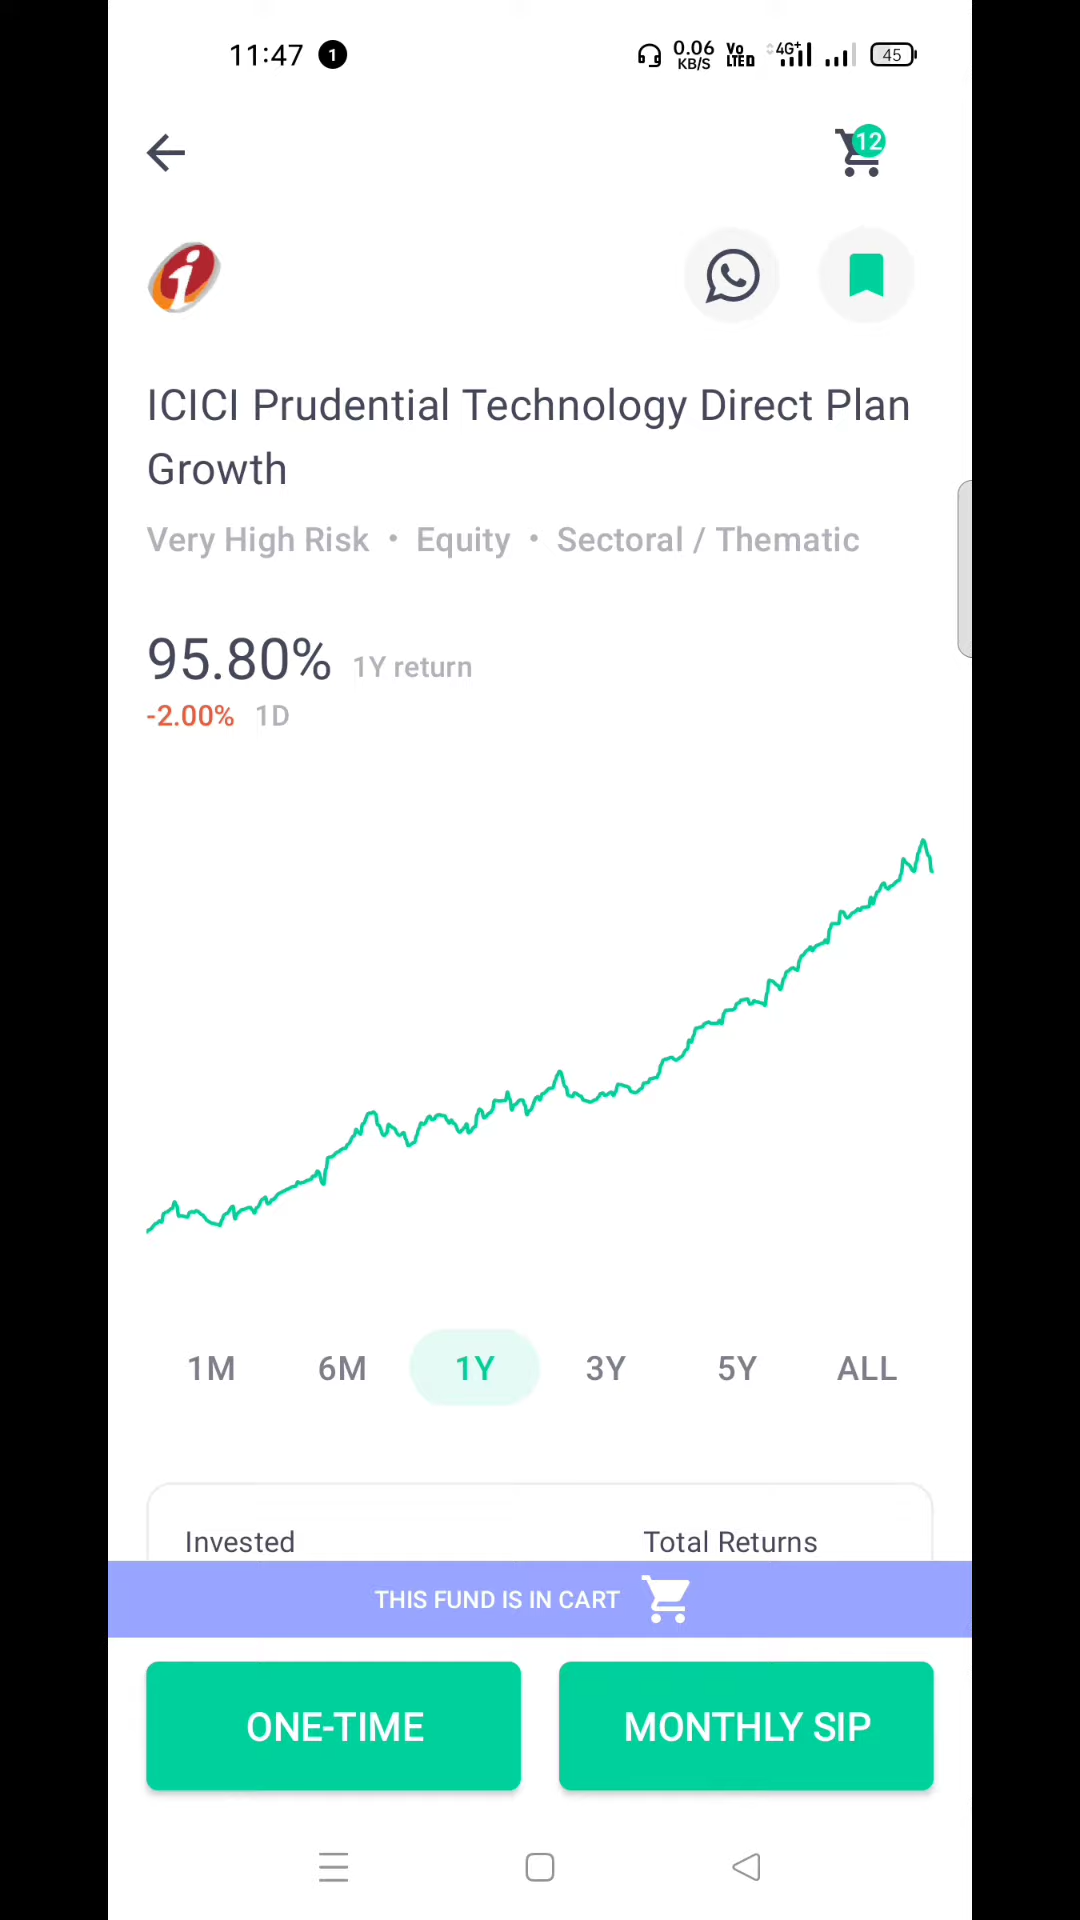 11:47 1 0.06 KB/S Vo LTE D 4G+ 45
12
i
ICICI Prudential Technology Direct Plan
Growth
Very High Risk • Equity • Sectoral / Thematic
95.80% 1Y return
-2.00% 1D
1M 6M 1Y 3Y 5Y ALL
Invested Total Returns
THIS FUND IS IN CART
ONE-TIME MONTHLY SIP